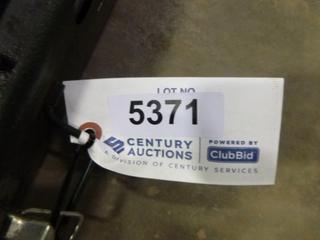 LOT NO
5371
CENTURY
AUCTIONS
A DIVISION OF CENTURY SERVICES
POWERED BY
ClubBid